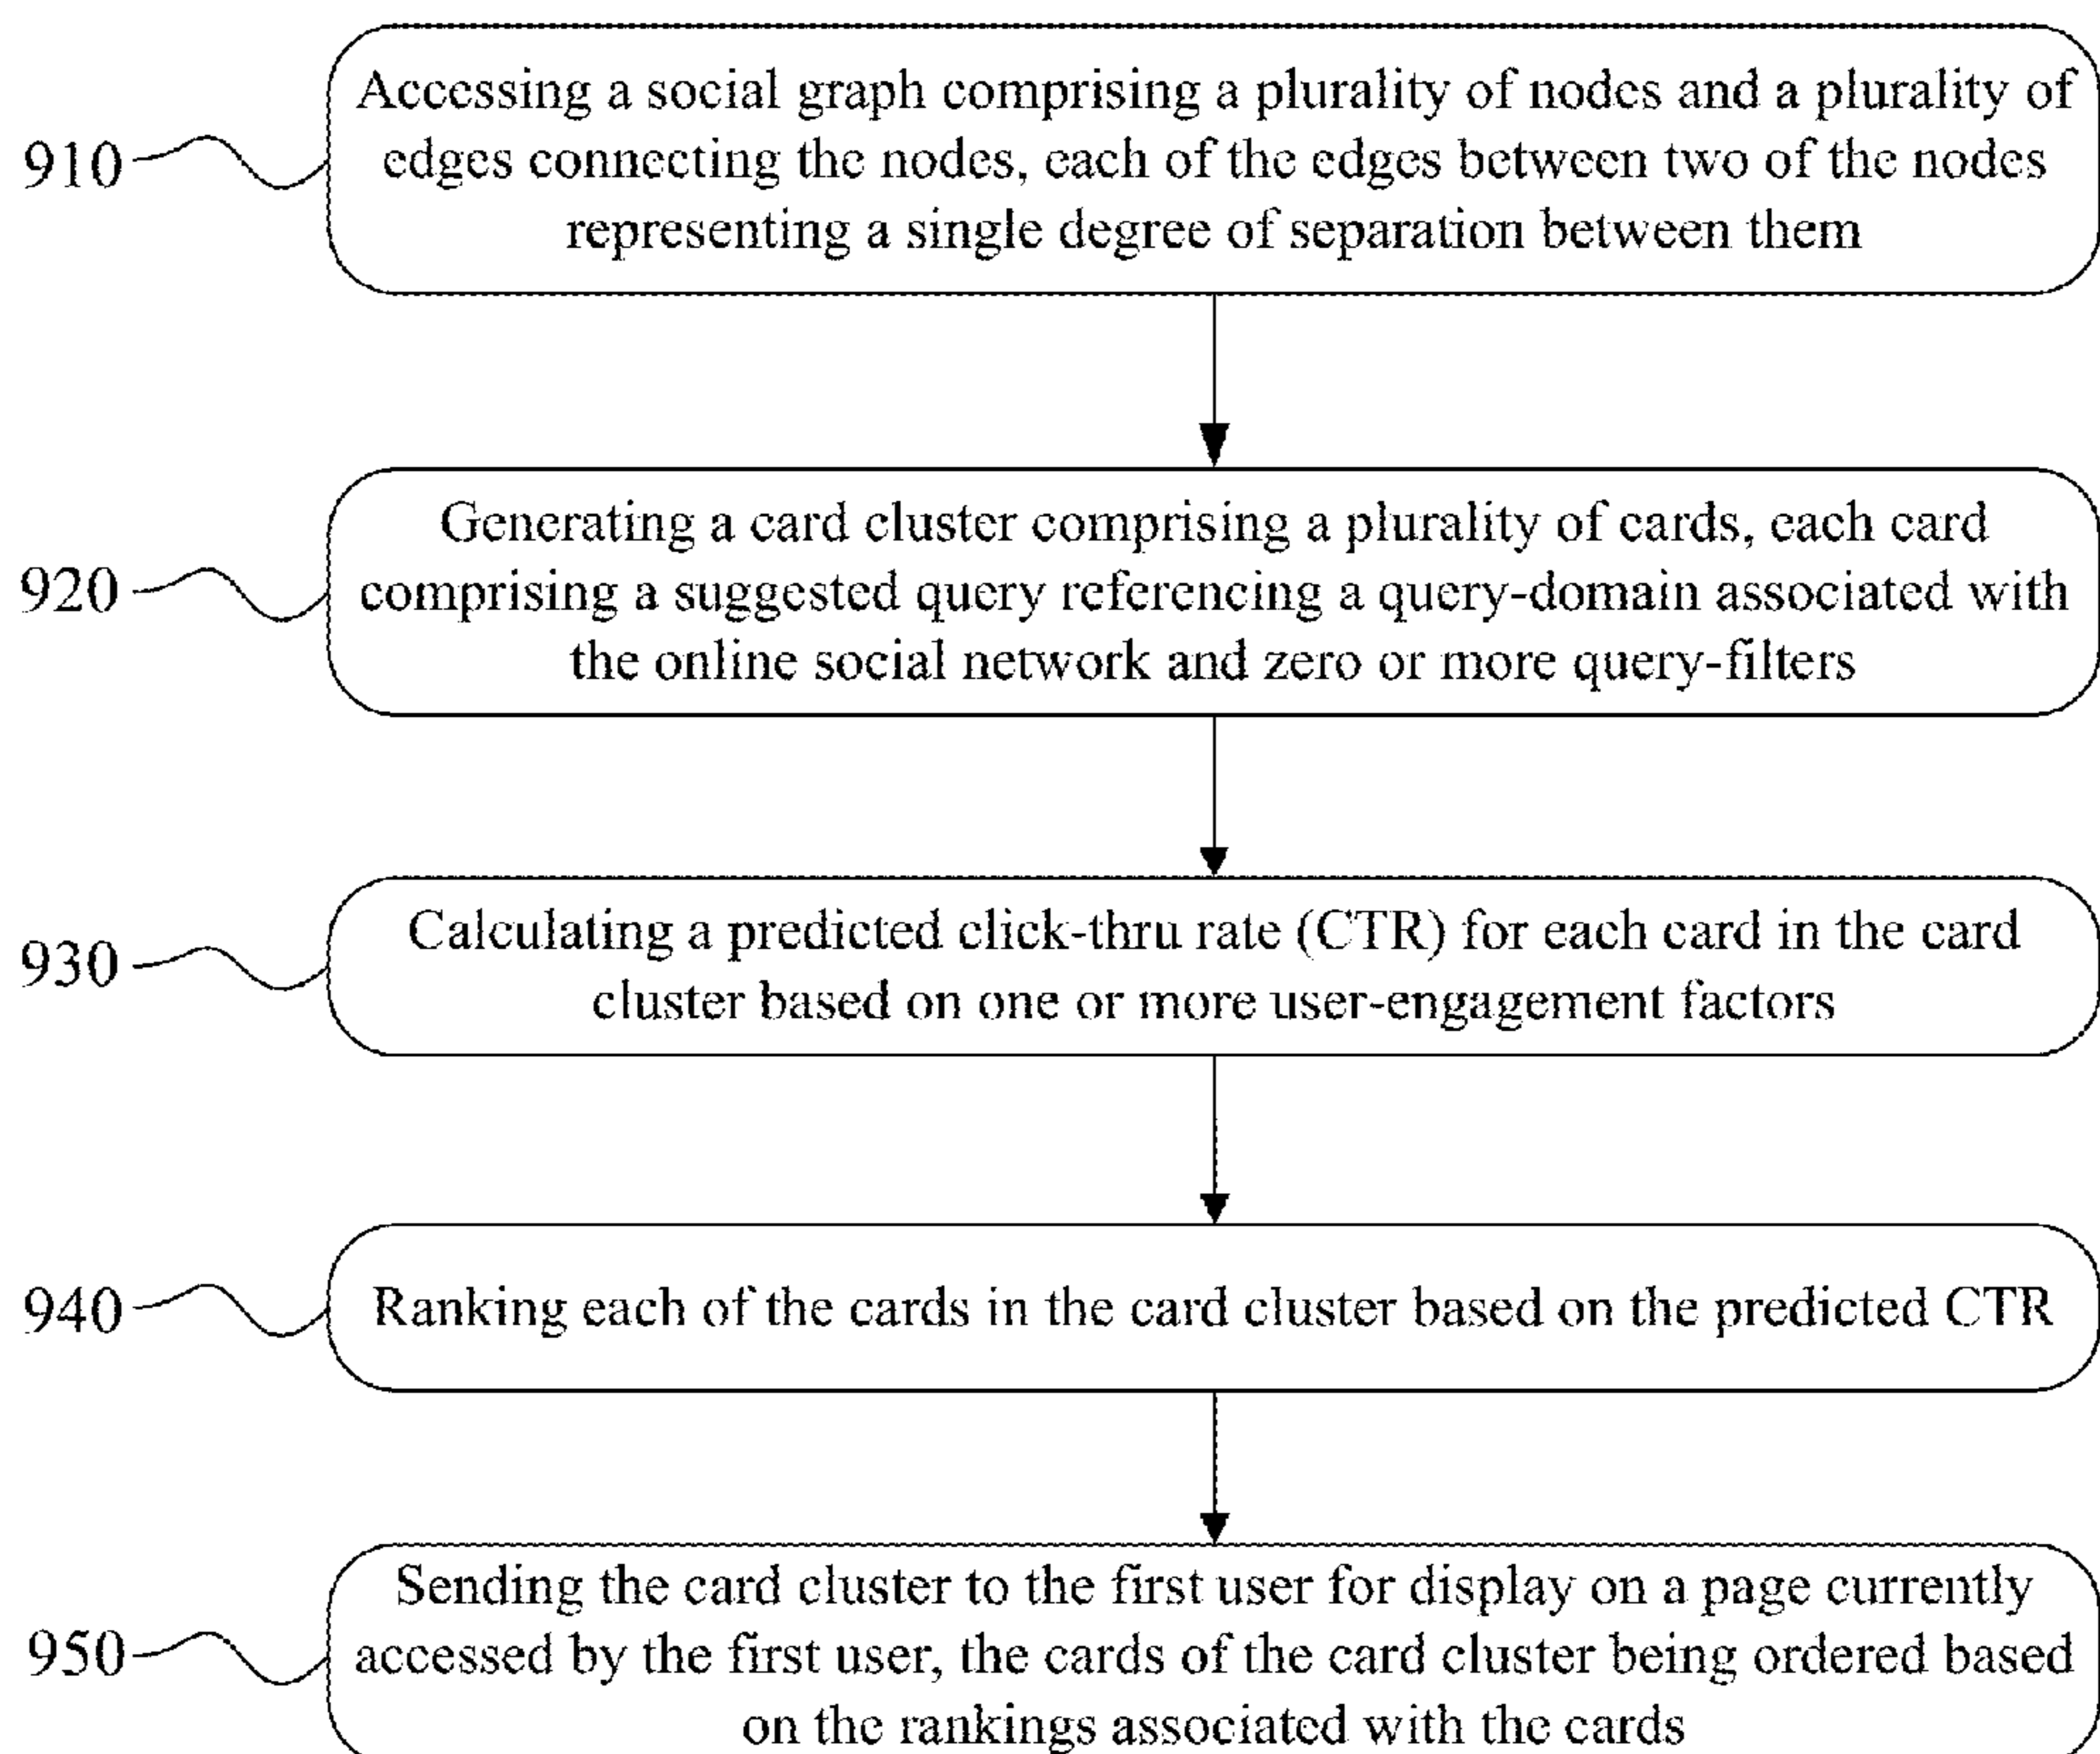 Accessing a social graph comprising a plurality of nodes and a plurality of
910
edges connecting the nodes, each of the edges between two of the nodes
representing a single degree of separation between them
Generating a card cluster comprising a plurality of cards, each card
920
comprising a suggested query referencing a query-domain associated with
the online social network and zero or more query-filters
Calculating a predicted click-thru rate (CTR) for each card in the card
930
cluster based on one or more user-engagement factors
940
Ranking each of the cards in the card cluster based on the predicted CTR
Sending the card cluster to the first user for display on a page currently
950
accessed by the first user, the cards of the card cluster being ordered based
on the rankings associated with the cards